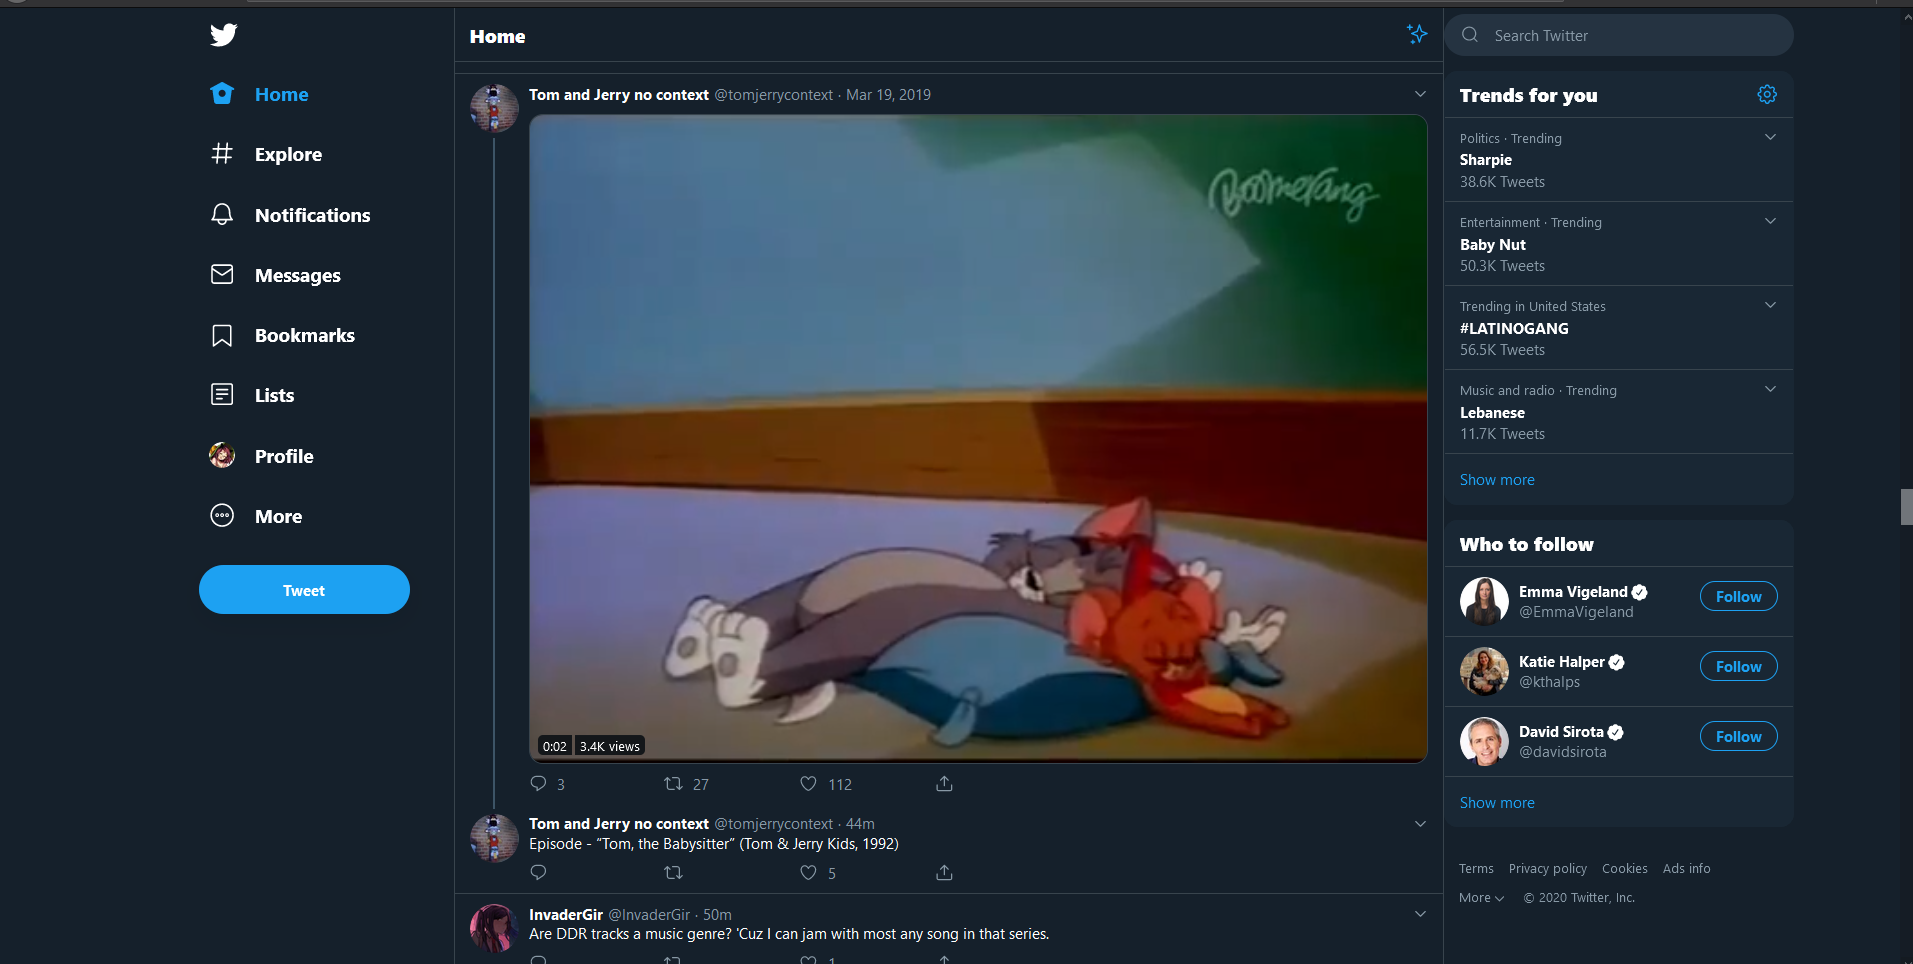 Home
Explore
Notifications
Messages
Bookmarks
Lists
Profile
More
Tweet
Home
Tom and Jerry no context @tomjerrycontext · Mar 19, 2019
Boomerang
0:02 3.4K views
3 27 112
Tom and Jerry no context @tomjerrycontext · 44m
Episode - “Tom, the Babysitter” (Tom & Jerry Kids, 1992)
5
InvaderGir @InvaderGir · 50m
Are DDR tracks a music genre? 'Cuz I can jam with most any song in that series.
1
Search Twitter
Trends for you
Politics · Trending
Sharpie
38.6K Tweets
Entertainment · Trending
Baby Nut
50.3K Tweets
Trending in United States
#LATINOGANG
56.5K Tweets
Music and radio · Trending
Lebanese
11.7K Tweets
Show more
Who to follow
Emma Vigeland
@EmmaVigeland
Follow
Katie Halper
@kthalps
Follow
David Sirota
@davidsirota
Follow
Show more
Terms Privacy policy Cookies Ads info
More © 2020 Twitter, Inc.